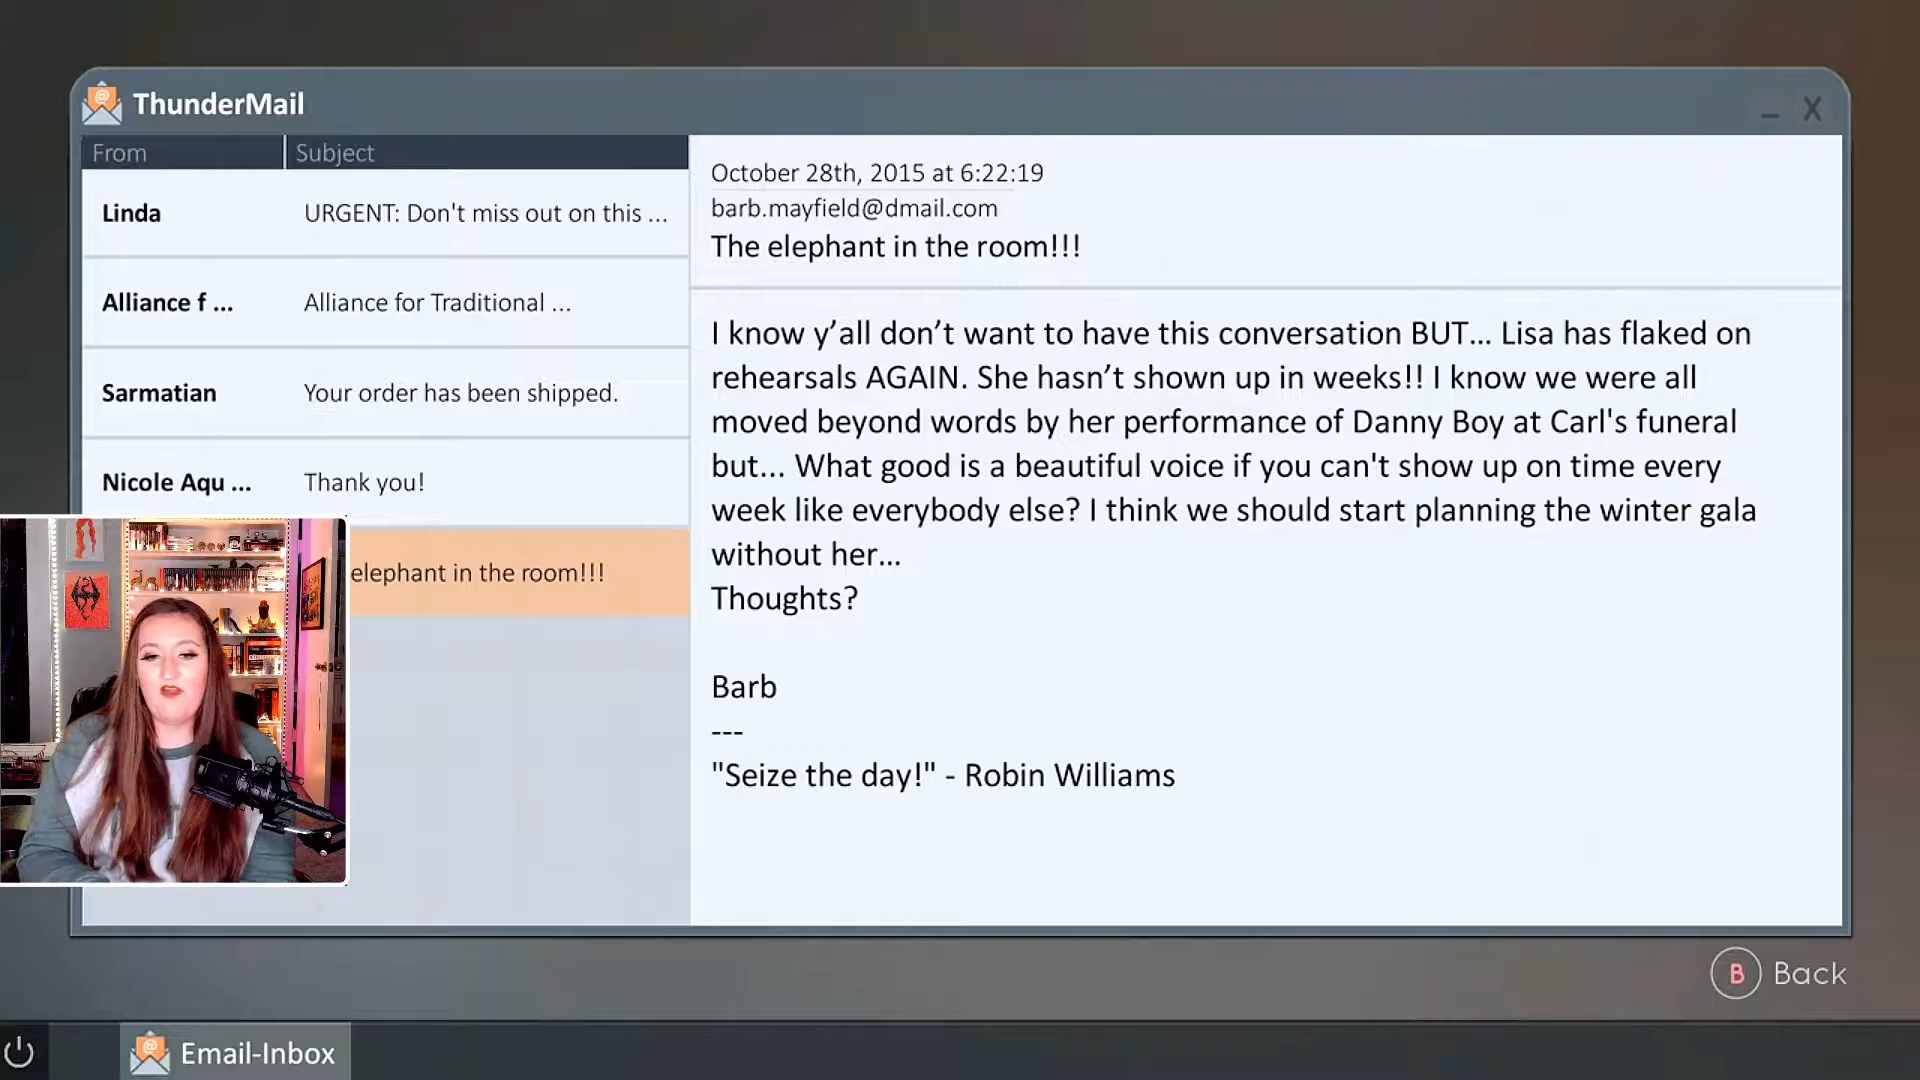 ThunderMail
From
Subject
Linda
URGENT: Don't miss out on this ...
Alliance f ...
Alliance for Traditional ...
Sarmatian
Your order has been shipped.
Nicole Aqu ...
Thank you!
elephant in the room!!!
October 28th, 2015 at 6:22:19
barb.mayfield@dmail.com
The elephant in the room!!!
I know y’all don’t want to have this conversation BUT... Lisa has flaked on
rehearsals AGAIN. She hasn’t shown up in weeks!! I know we were all
moved beyond words by her performance of Danny Boy at Carl's funeral
but... What good is a beautiful voice if you can't show up on time every
week like everybody else? I think we should start planning the winter gala
without her...
Thoughts?
Barb
---
"Seize the day!" - Robin Williams
B Back
Email-Inbox